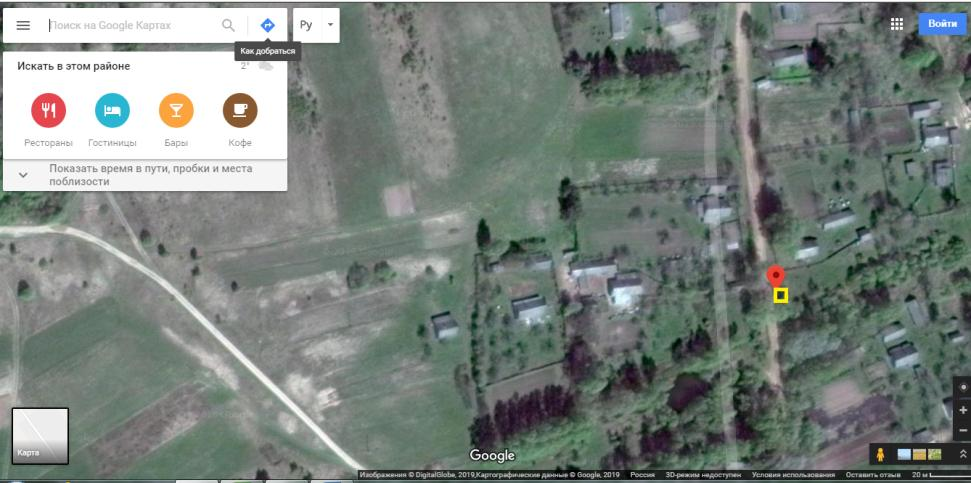 Поиск на Google Картах
Ру
Войти
Как добраться
Искать в этом районе
2°
Рестораны
Гостиницы
Бары
Кофе
Показать время в пути, пробки и места
поблизости
Карта
Google
Изображения © DigitalGlobe, 2019,Картографические данные © Google, 2019 Россия 3D-режим недоступен Условия использования Оставить отзыв 20 м